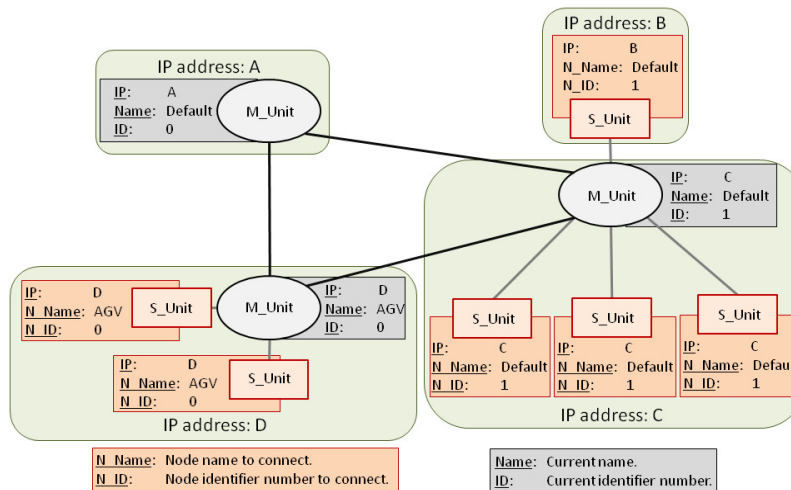 IP address: B
IP: B
N_Name: Default
N_ID: 1
S_Unit
IP address: A
IP: A
Name: Default
ID: 0
M_Unit
M_Unit
IP: C
Name: Default
ID: 1
IP: D
N_Name: AGV
N_ID: 0
S_Unit
M_Unit
IP: D
Name: AGV
ID: 0
IP: D
N_Name: AGV
N_ID: 0
S_Unit
IP address: D
S_Unit
IP: C
N_Name: Default
N_ID: 1
S_Unit
IP: C
N_Name: Default
N_ID: 1
S_Unit
IP: C
N_Name: Defau
N_ID: 1
IP address: C
N_Name: Node name to connect.
N_ID: Node identifier number to connect.
Name: Current name.
ID: Current identifier number.